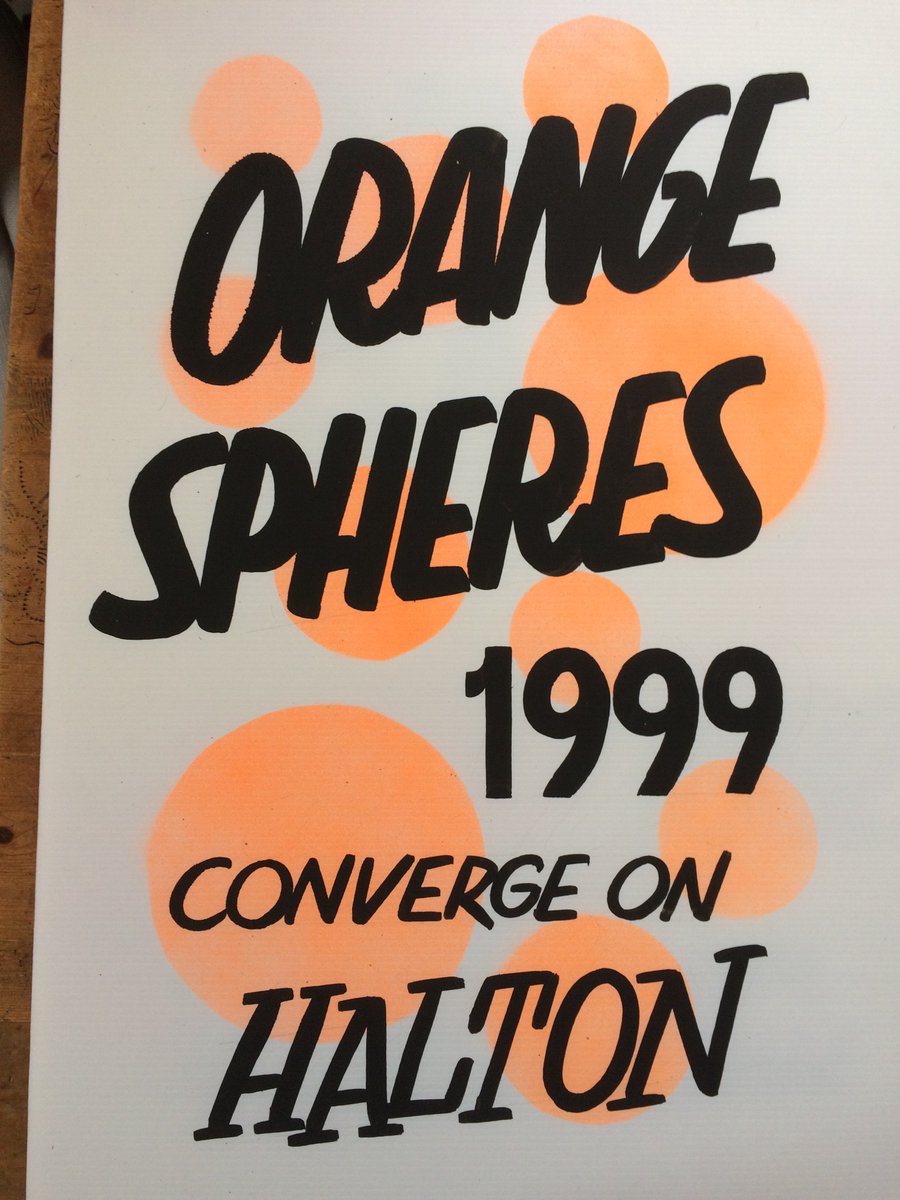 ORANGE
SPHERES
1999
CONVERGE ON
HALTON